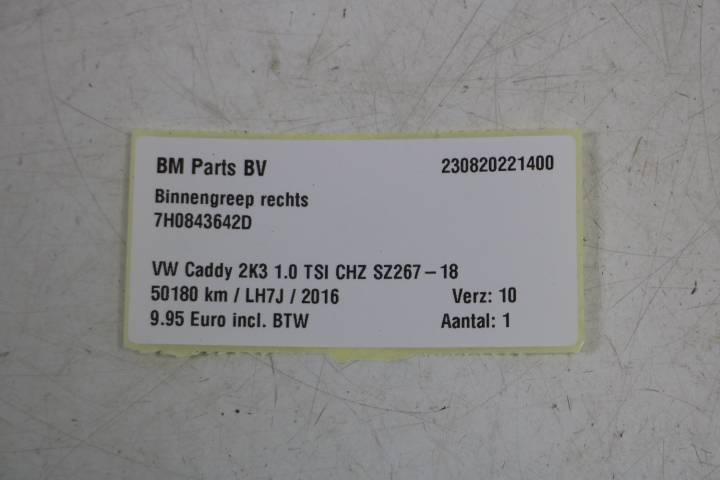 BM Parts BV 230820221400
Binnengreep rechts
7H0843642D
VW Caddy 2K3 1.0 TSI CHZ SZ267-18
50180 km / LH7J / 2016 Verz: 10
9.95 Euro incl. BTW Aantal: 1